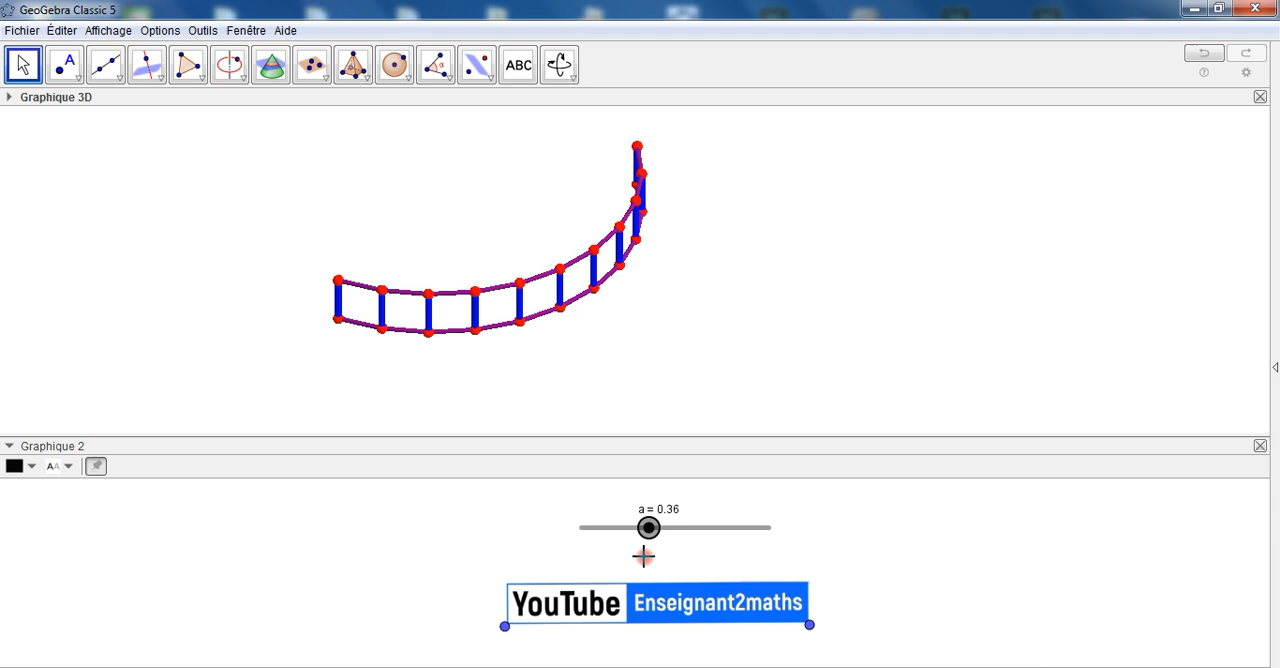 GeoGebra Classic 5
Fichier Éditer Affichage Options Outils Fenêtre Aide
A
α
ABC
Graphique 3D
Graphique 2
AA
a = 0.36
YouTube Enseignant2maths